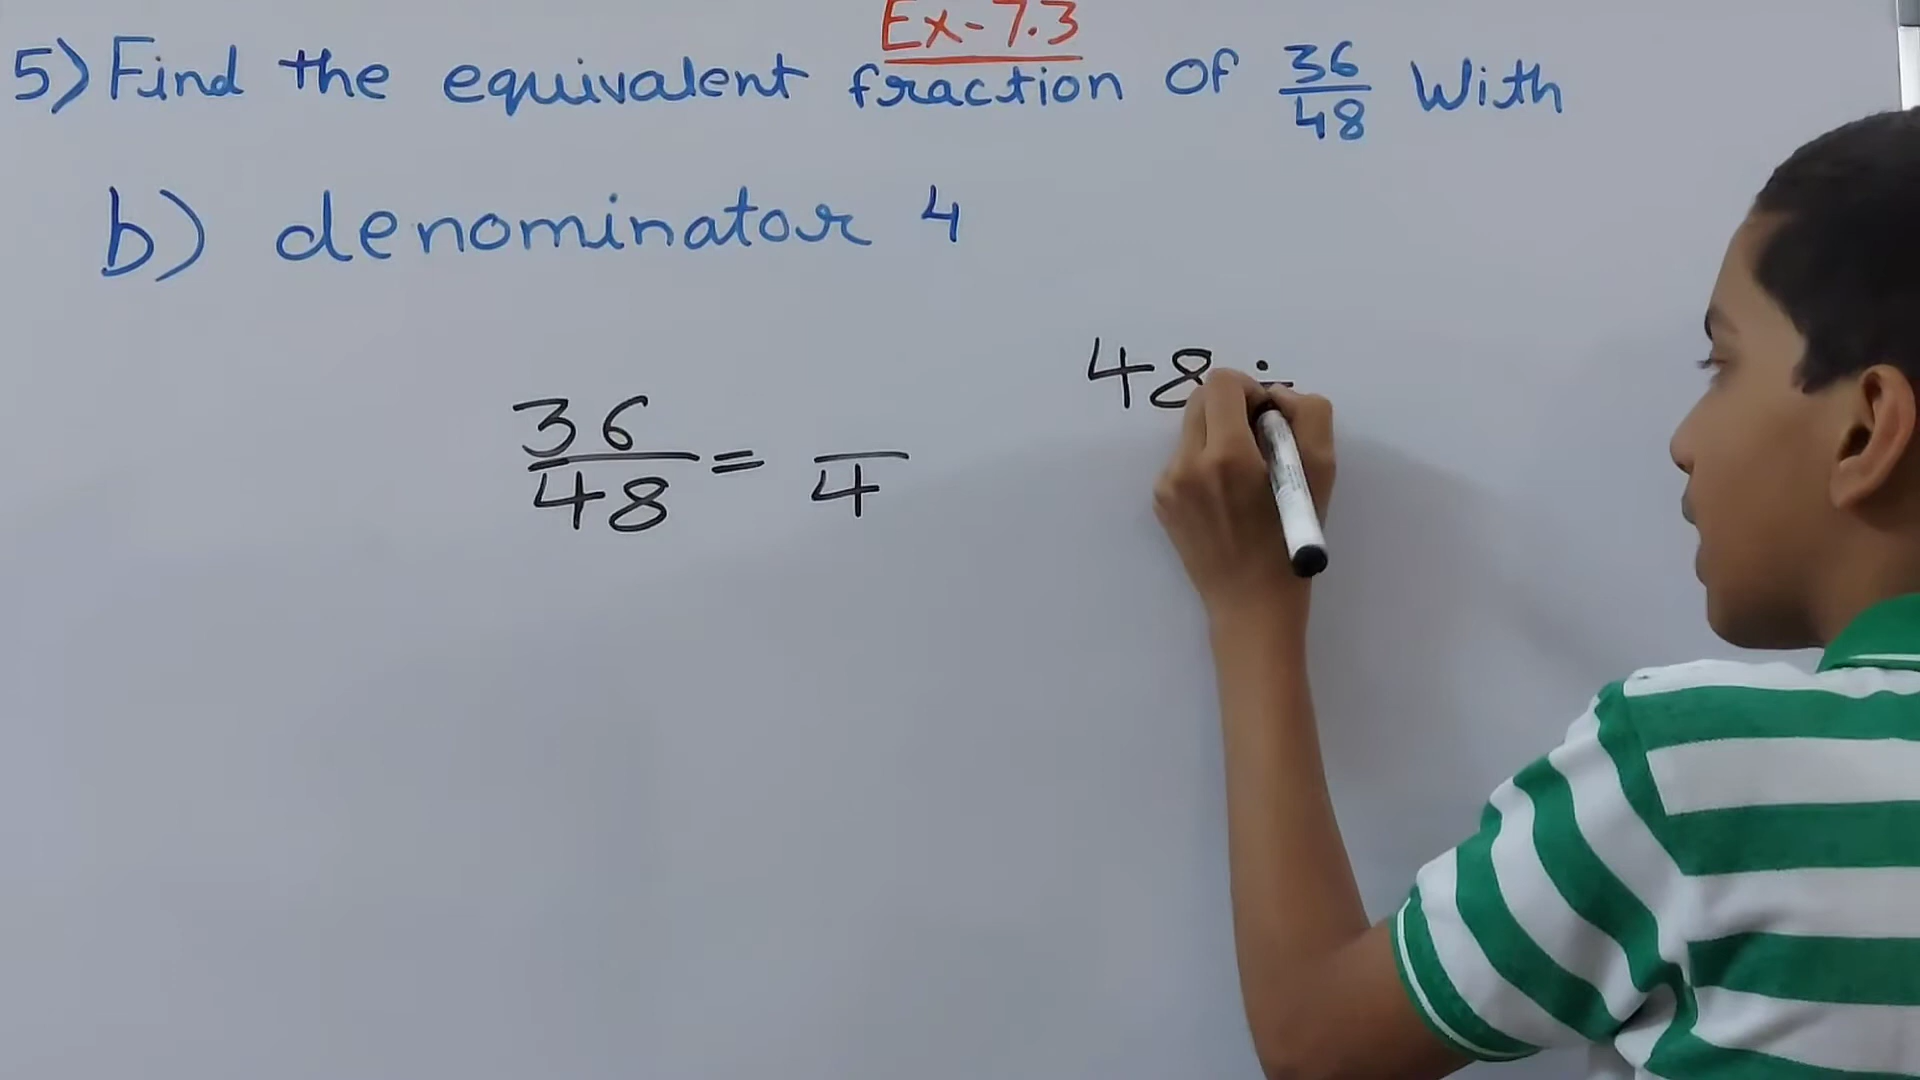 Ex-7.3
5) Find the equivalent fraction of 36/48 With
b) denominator 4
36/48 = /4
48 ÷